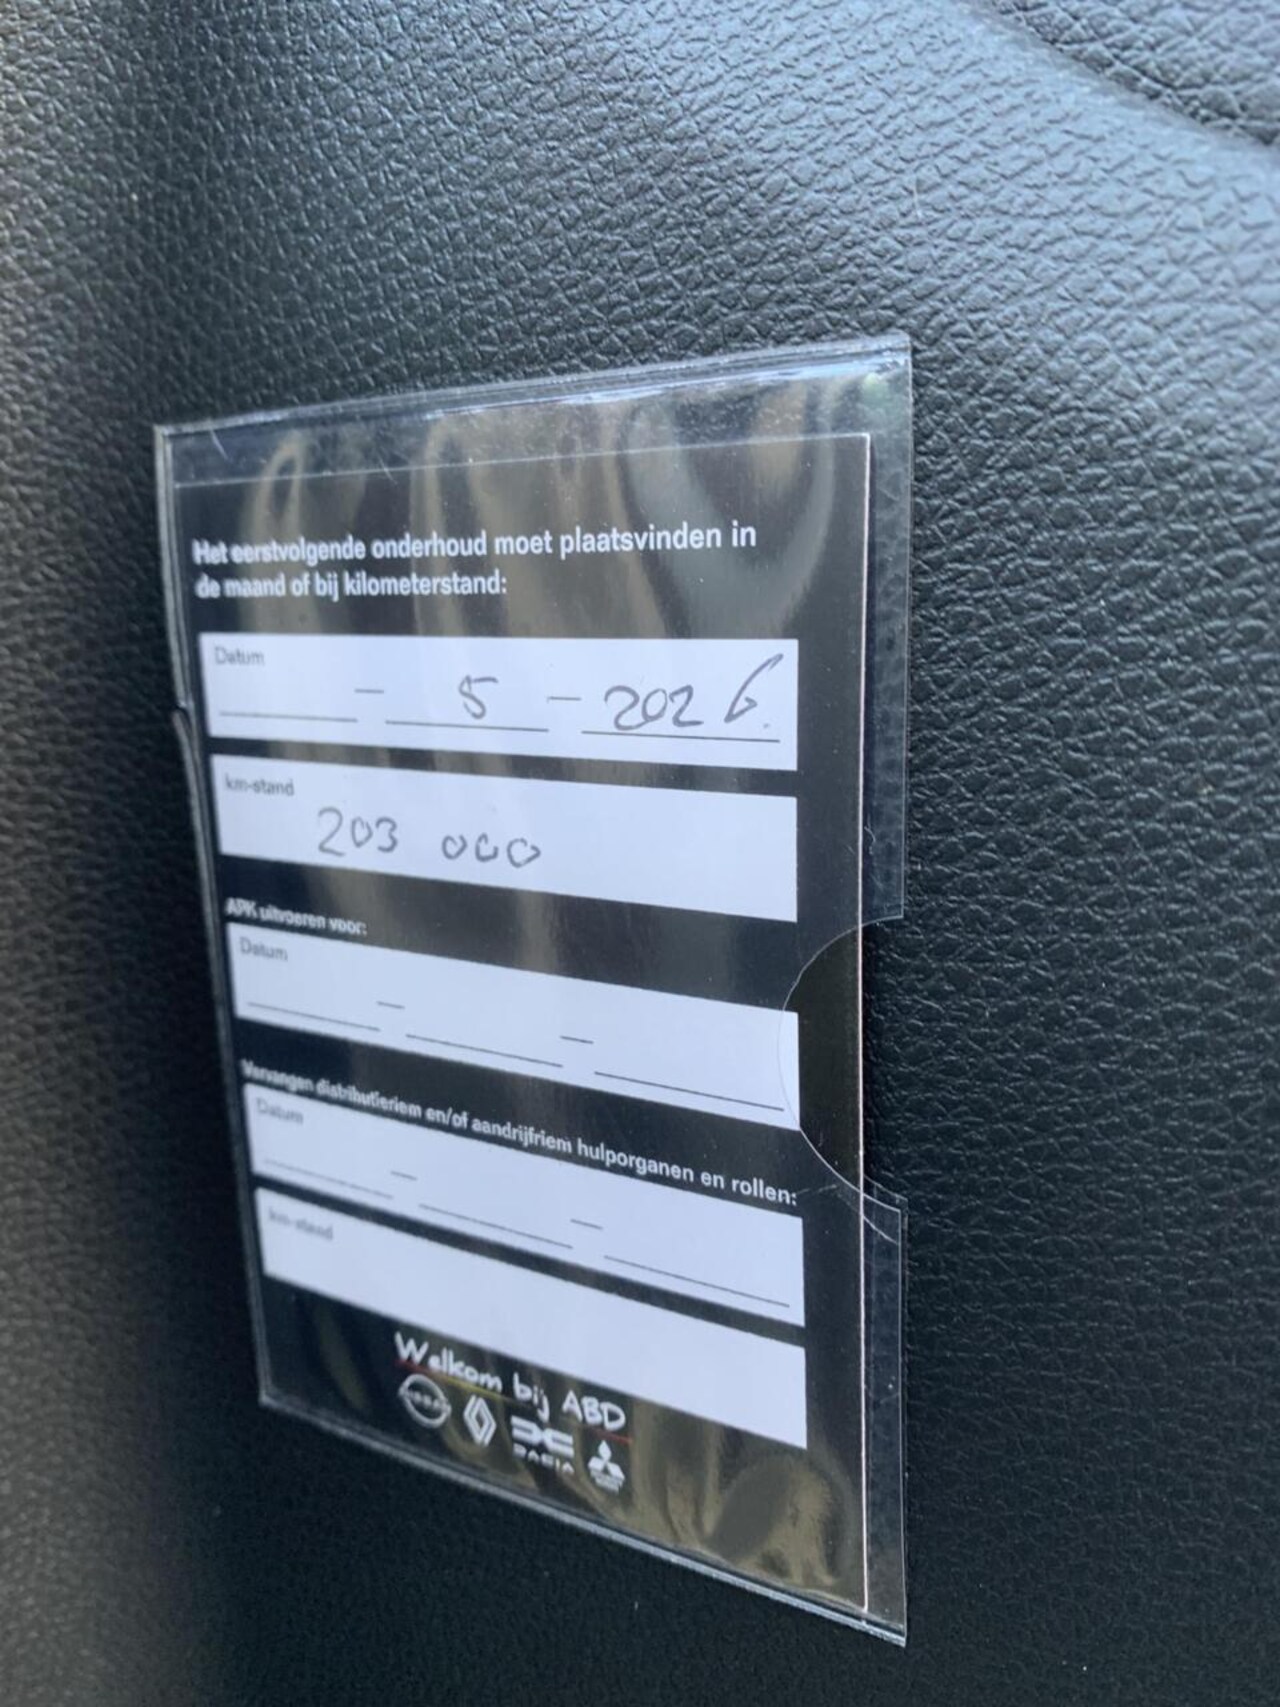 Het eerstvolgende onderhoud moet plaatsvinden in
de maand of bij kilometerstand:
Datum
– 5 – 2026.
km-stand
203 000
APK uitvoeren voor:
Datum
– –
Vervangen distributieriem en/of aandrijfriem hulporganen en rollen:
Datum
– –
km-stand
Welkom bij ABD
NISSAN
DACIA